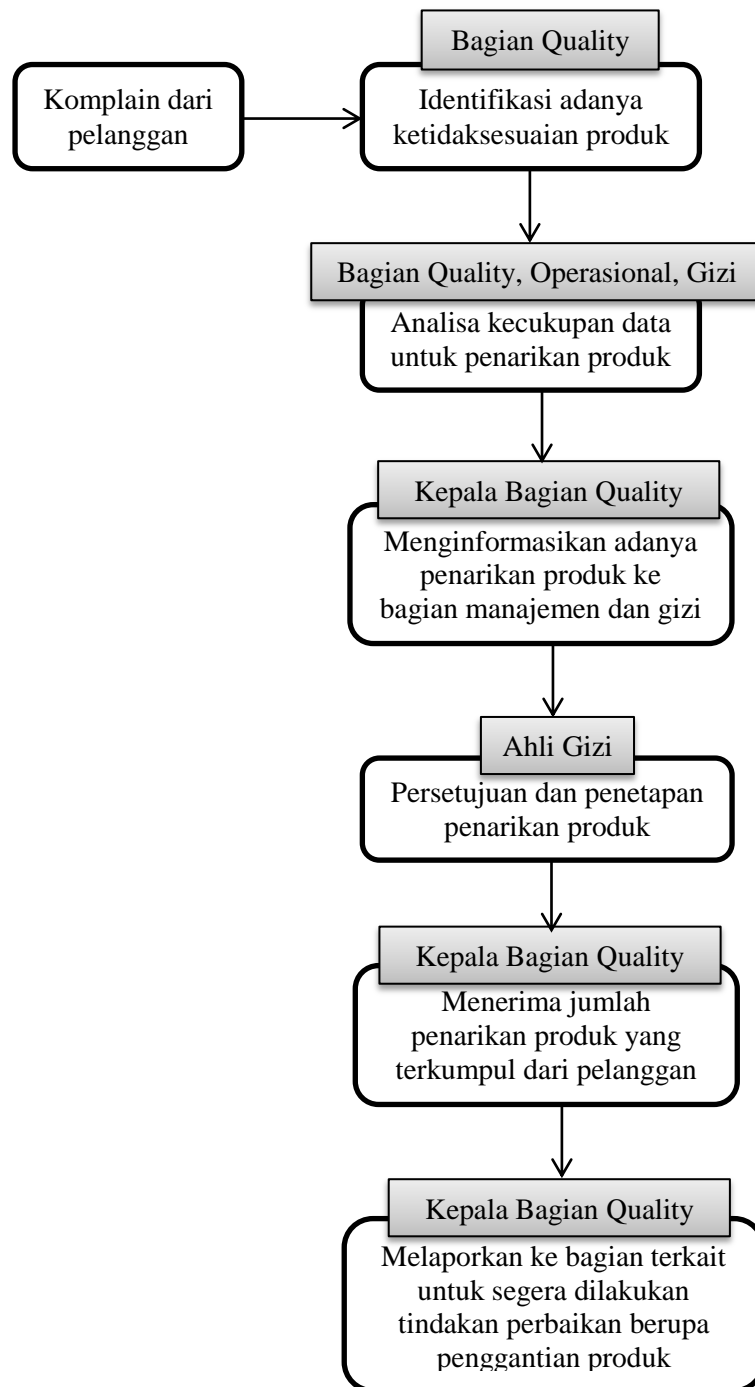 Bagian Quality
Komplain dari
pelanggan
Identifikasi adanya
ketidaksesuaian produk
Bagian Quality, Operasional, Gizi
Analisa kecukupan data
untuk penarikan produk
Kepala Bagian Quality
Menginformasikan adanya
penarikan produk ke
bagian manajemen dan gizi
Ahli Gizi
Persetujuan dan penetapan
penarikan produk
Kepala Bagian Quality
Menerima jumlah
penarikan produk yang
terkumpul dari pelanggan
Kepala Bagian Quality
Melaporkan ke bagian terkait
untuk segera dilakukan
tindakan perbaikan berupa
penggantian produk